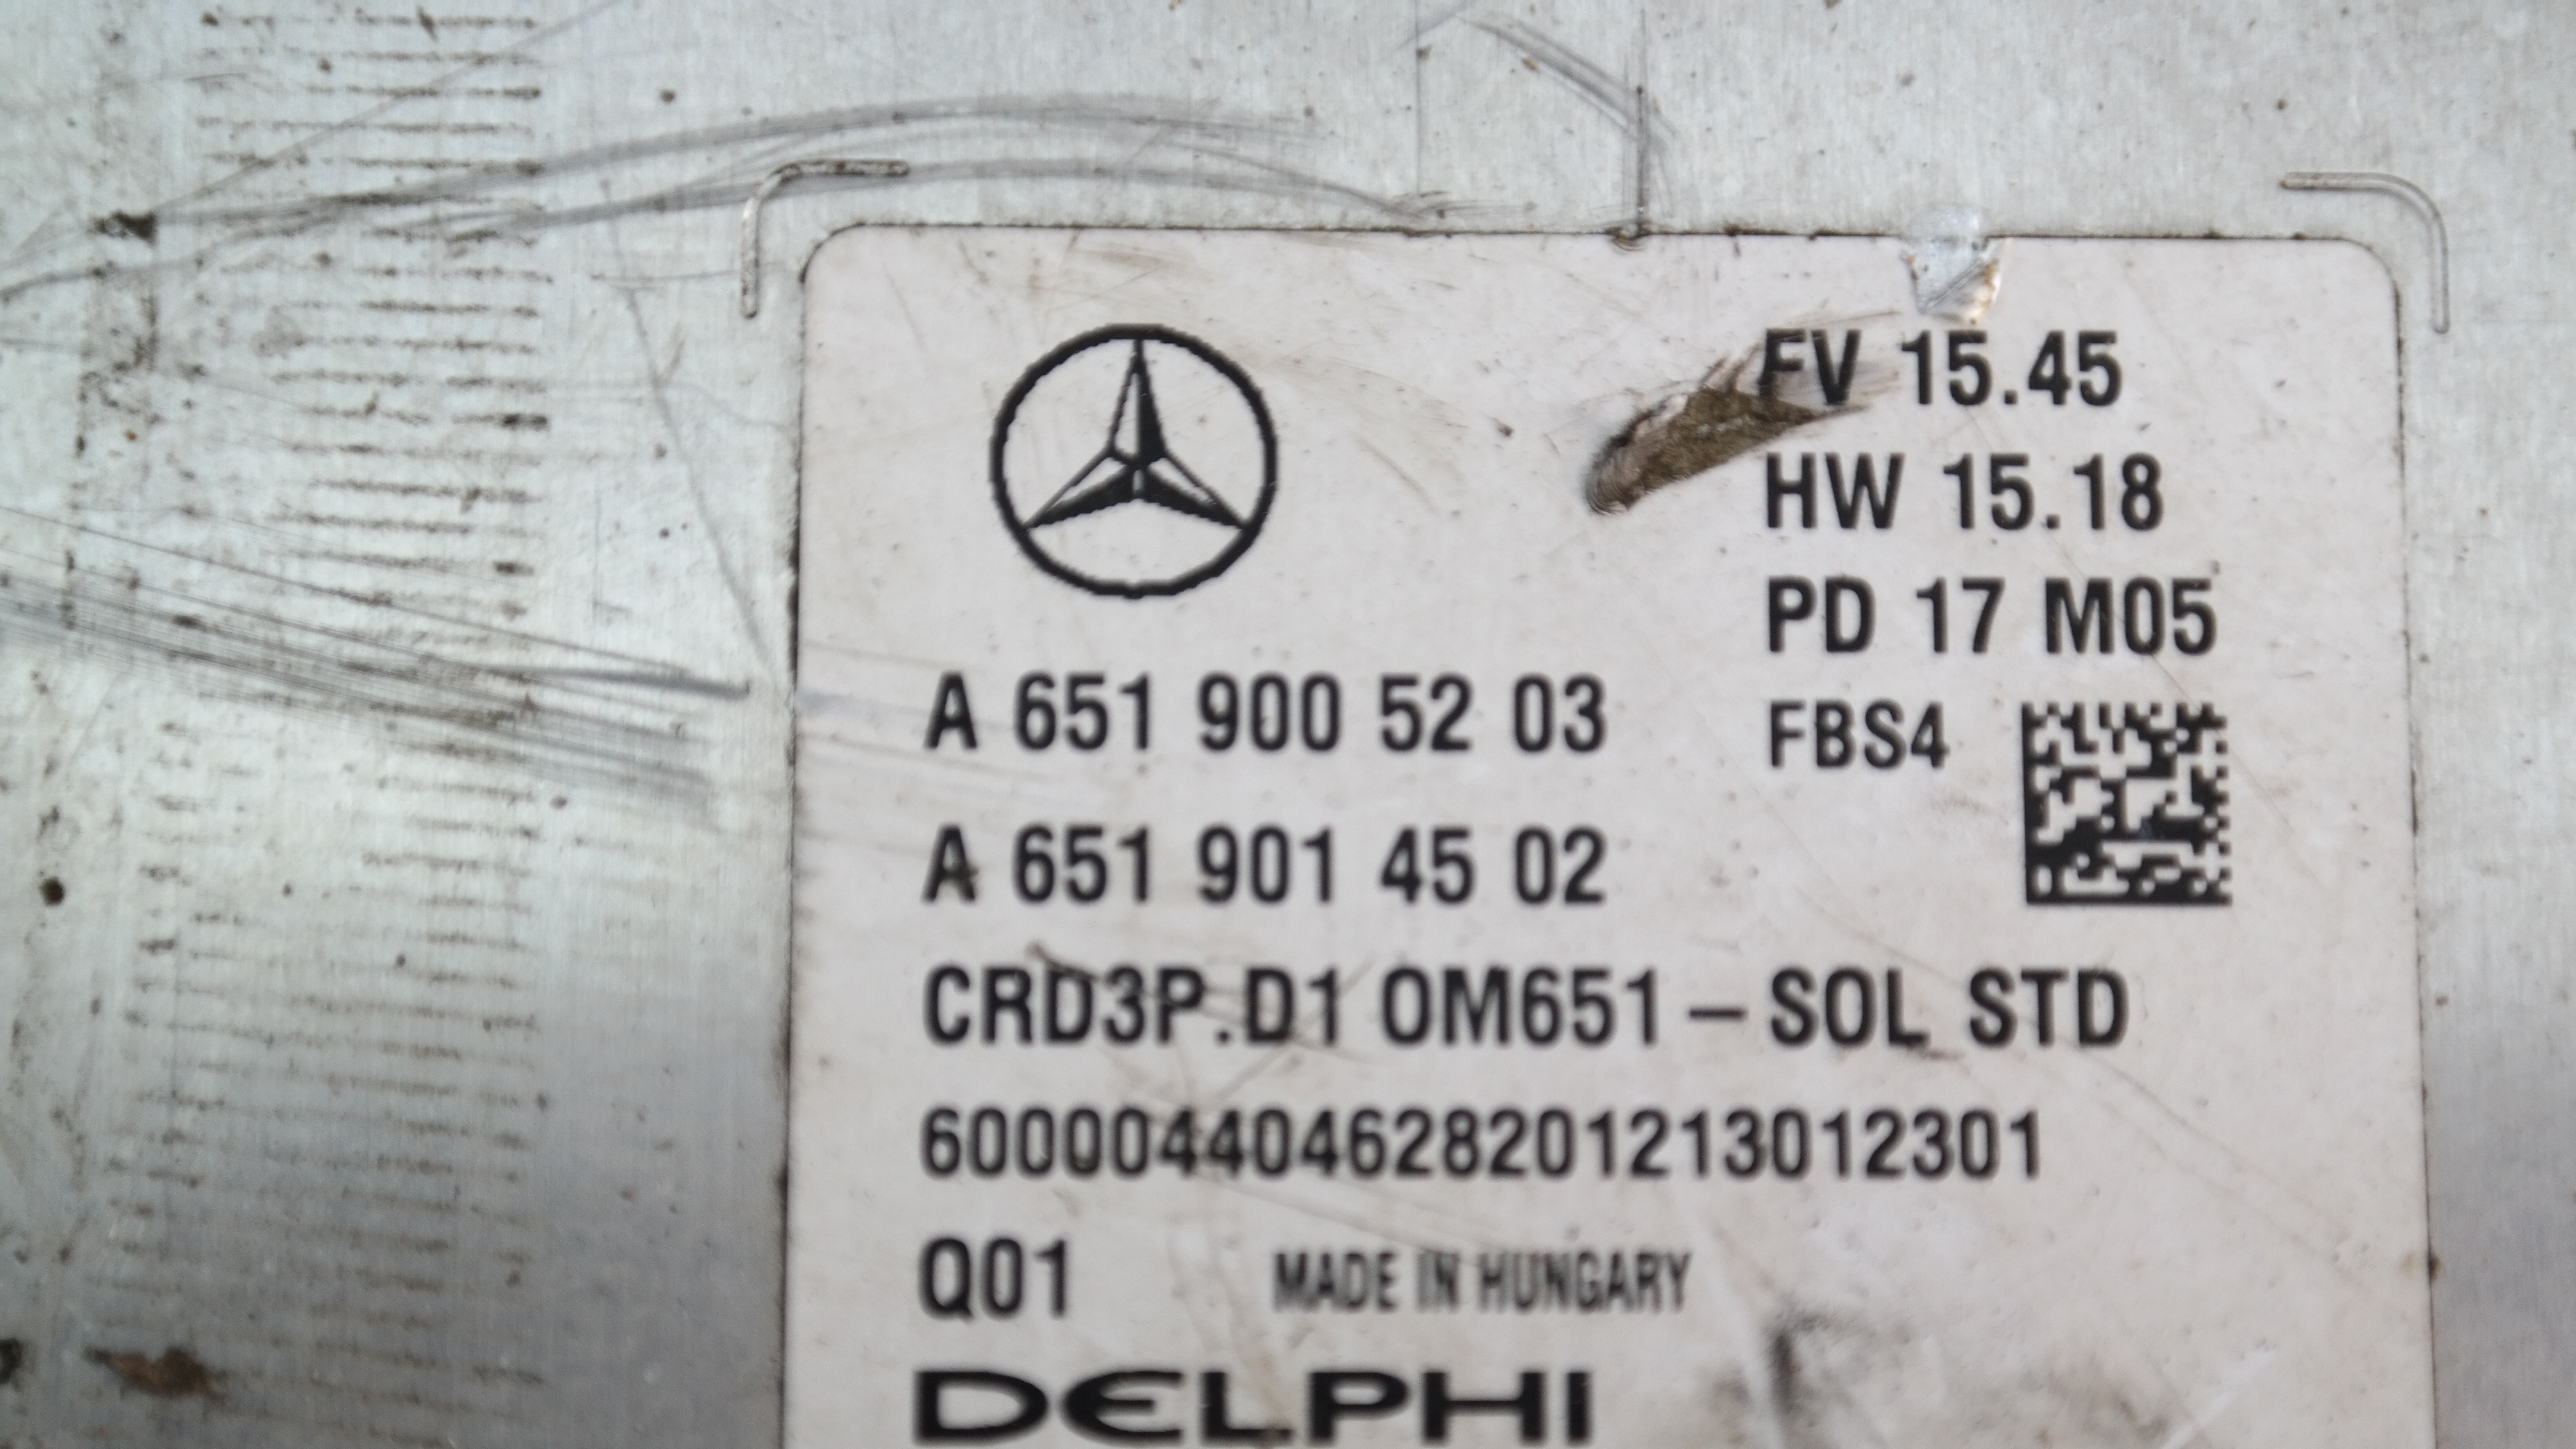 FV 15.45
HW 15.18
PD 17 M05
A 651 900 52 03
FBS4
A 651 901 45 02
CRD3P.D1 OM651 – SOL STD
600004404628201213012301
Q01 MADE IN HUNGARY
DELPHI